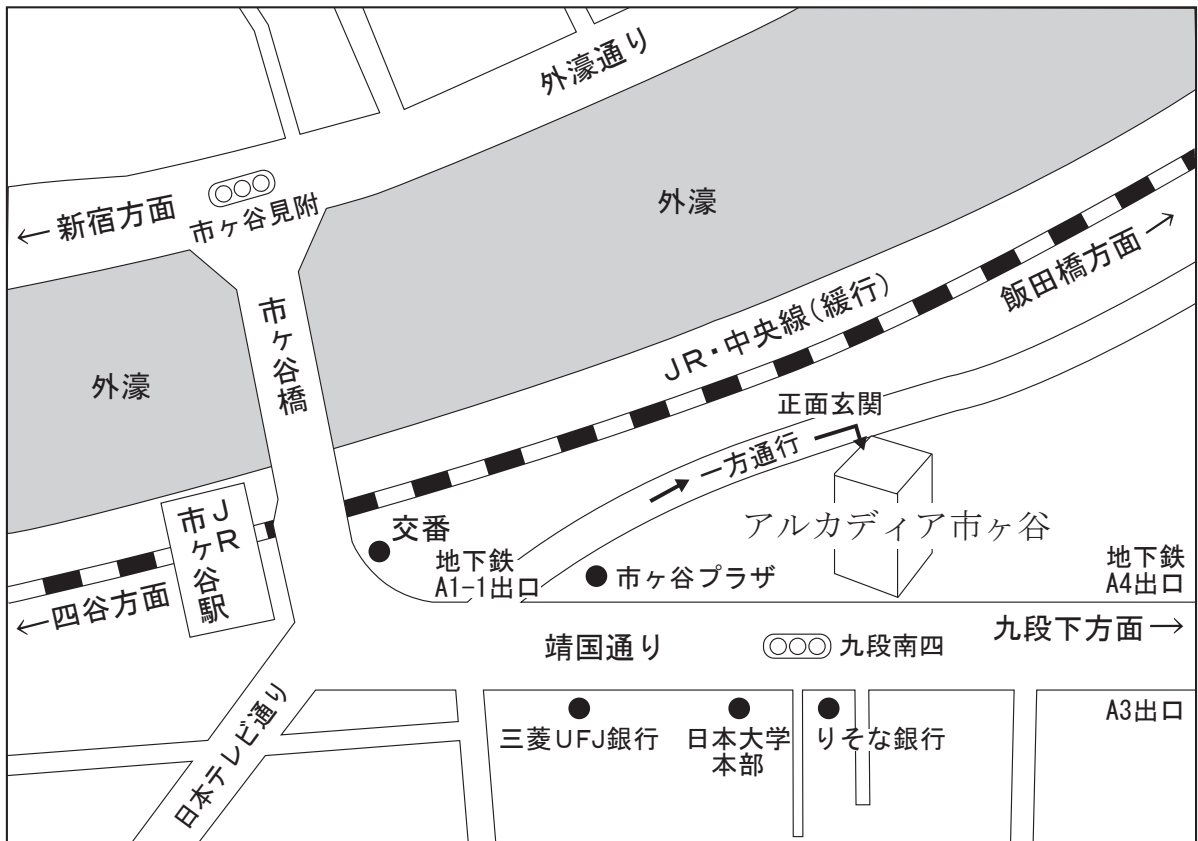 外濠通り
←新宿方面
市ヶ谷見附
外濠
飯田橋方面→
市ヶ谷橋
外濠
JR・中央線(緩行)
正面玄関
→一方通行
JR
市ヶ谷駅
交番
地下鉄
A1-1出口
市ヶ谷プラザ
アルカディア市ヶ谷
地下鉄
A4出口
←四谷方面
靖国通り
九段南四
九段下方面→
日本テレビ通り
三菱UFJ銀行
日本大学
本部
りそな銀行
A3出口